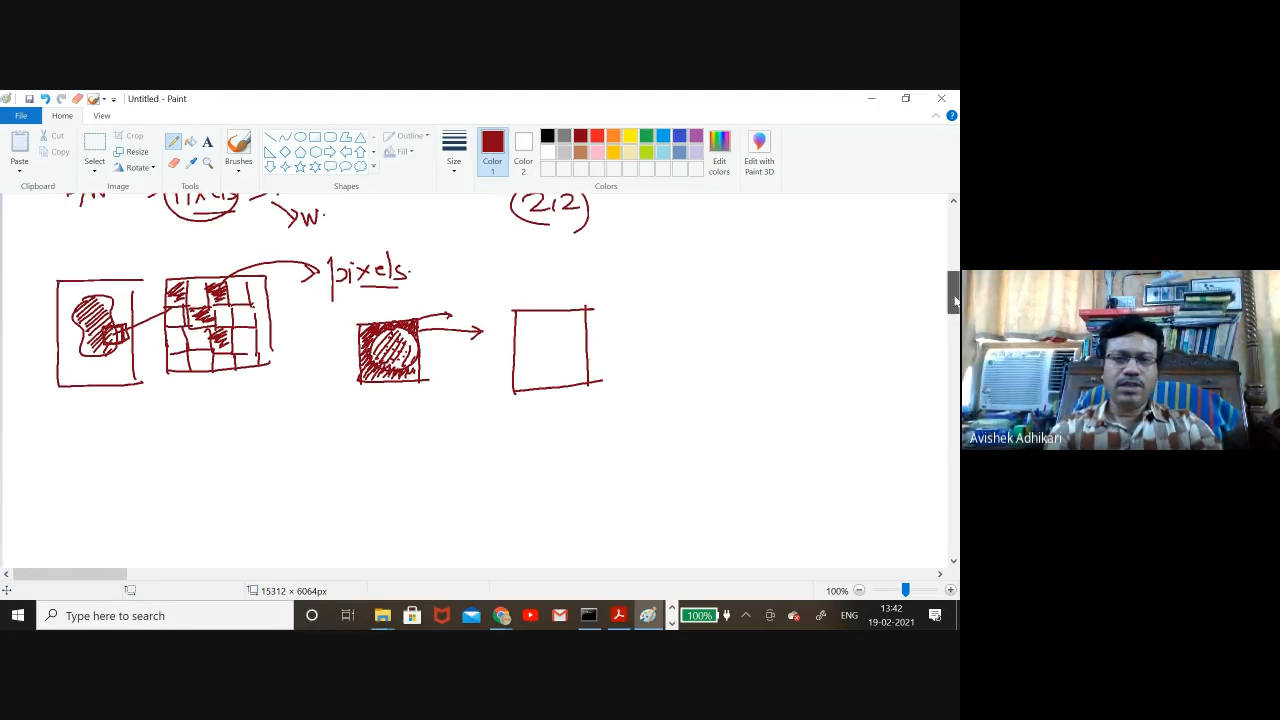 Untitled - Paint
File Home View
Cut
Copy
Paste
Clipboard
Crop
Resize
Rotate
Select
Image
Tools
Brushes
Outline
Fill
Shapes
Size
Color 1
Color 2
Edit colors
Edit with Paint 3D
Colors
W.
(2,2)
pixels.
Avishek Adhikari
15312 × 6064px
100%
Type here to search
100%
ENG
13:42
19-02-2021